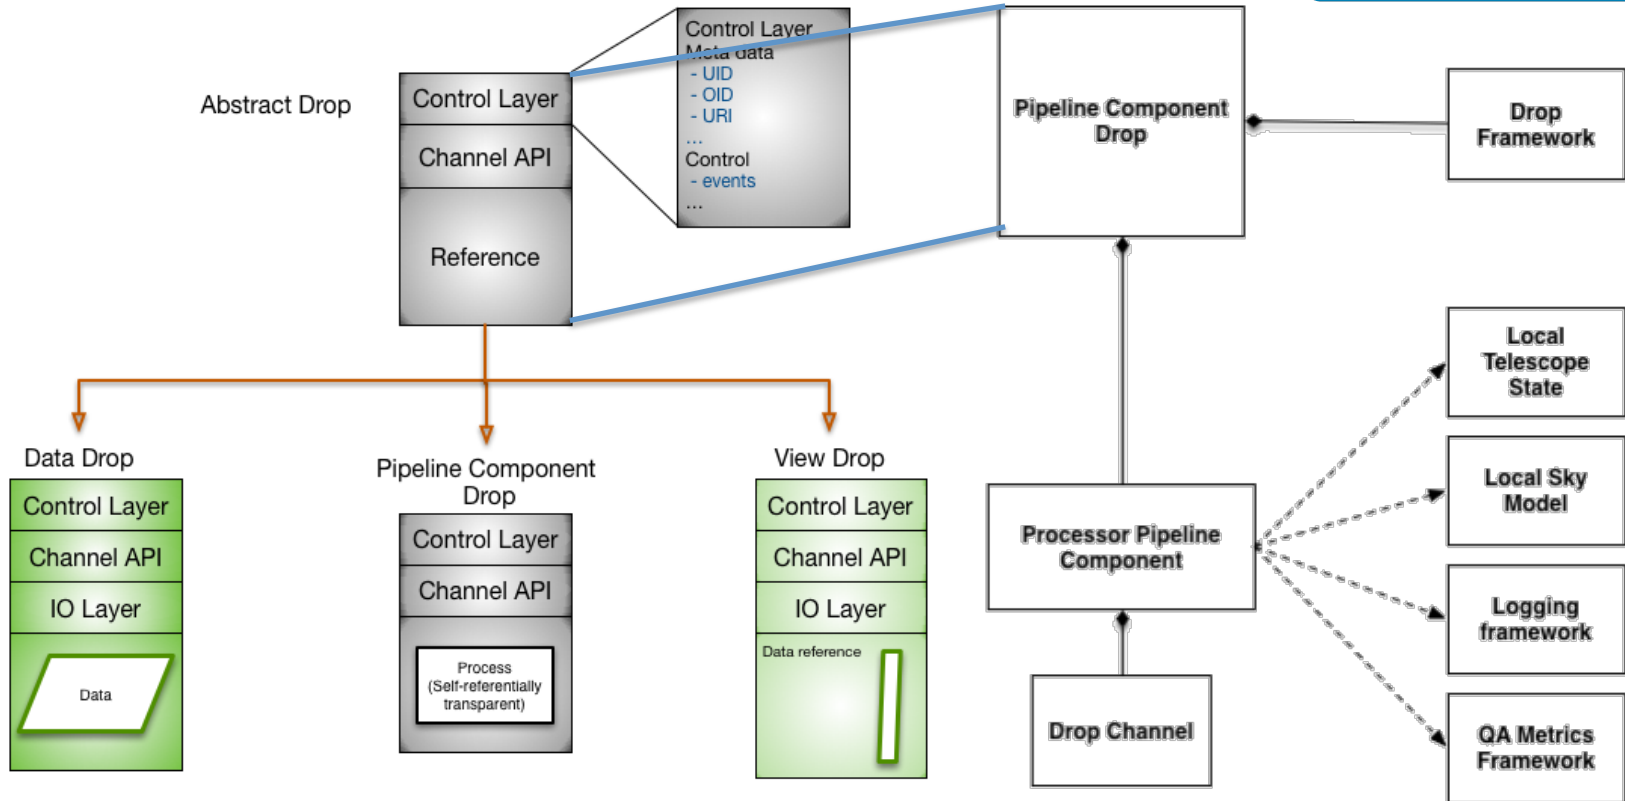 Abstract Drop
Control Layer
Channel API
Reference
Control Layer
Meta data
- UID
- OID
- URI
...
Control
- events
...
Data Drop
Control Layer
Channel API
IO Layer
Data
Pipeline Component
Drop
Control Layer
Channel API
Process
(Self-referentially
transparent)
View Drop
Control Layer
Channel API
IO Layer
Data reference
Pipeline Component
Drop
Drop
Framework
Processor Pipeline
Component
Drop Channel
Local
Telescope
State
Local Sky
Model
Logging
framework
QA Metrics
Framework